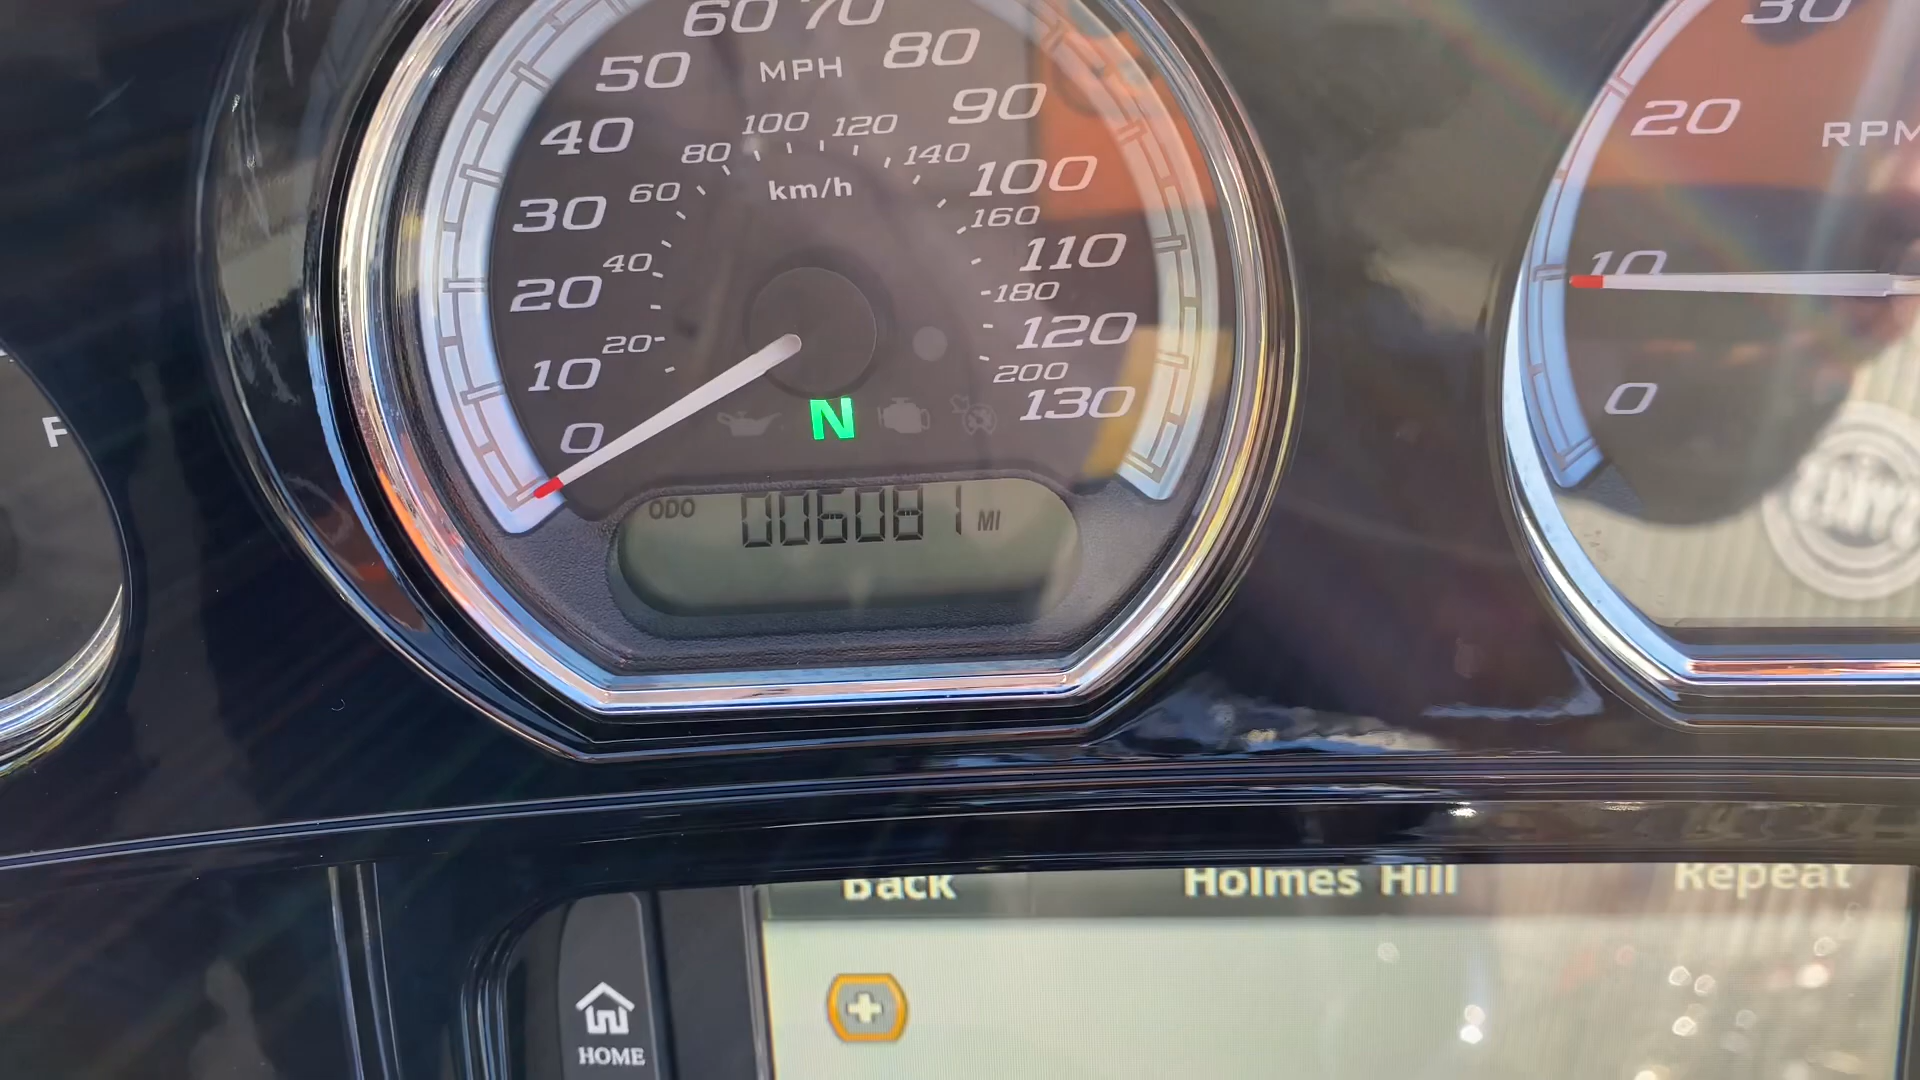 60 70
50 80
MPH
40 90
100 120
80 140
30 60 km/h 100
160
20 40 110
180
10 20 120
200
0 130
N
ODO 006081 MI
F
30
20
RPM
10
0
Back Holmes Hill Repeat
HOME